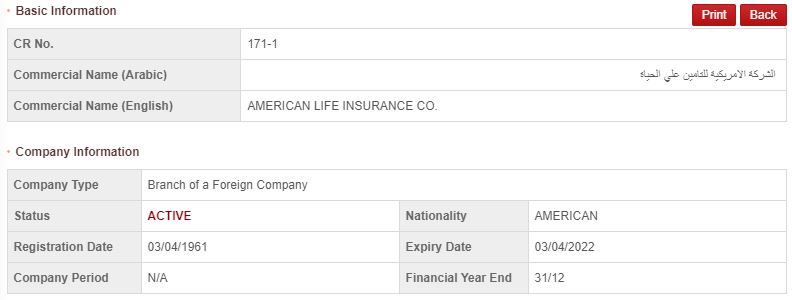 Basic Information
Print Back
CR No. 171-1
Commercial Name (Arabic) الشركة الامريكية للتامين علي الحياة
Commercial Name (English) AMERICAN LIFE INSURANCE CO.
Company Information
Company Type Branch of a Foreign Company
Status ACTIVE Nationality AMERICAN
Registration Date 03/04/1961 Expiry Date 03/04/2022
Company Period N/A Financial Year End 31/12